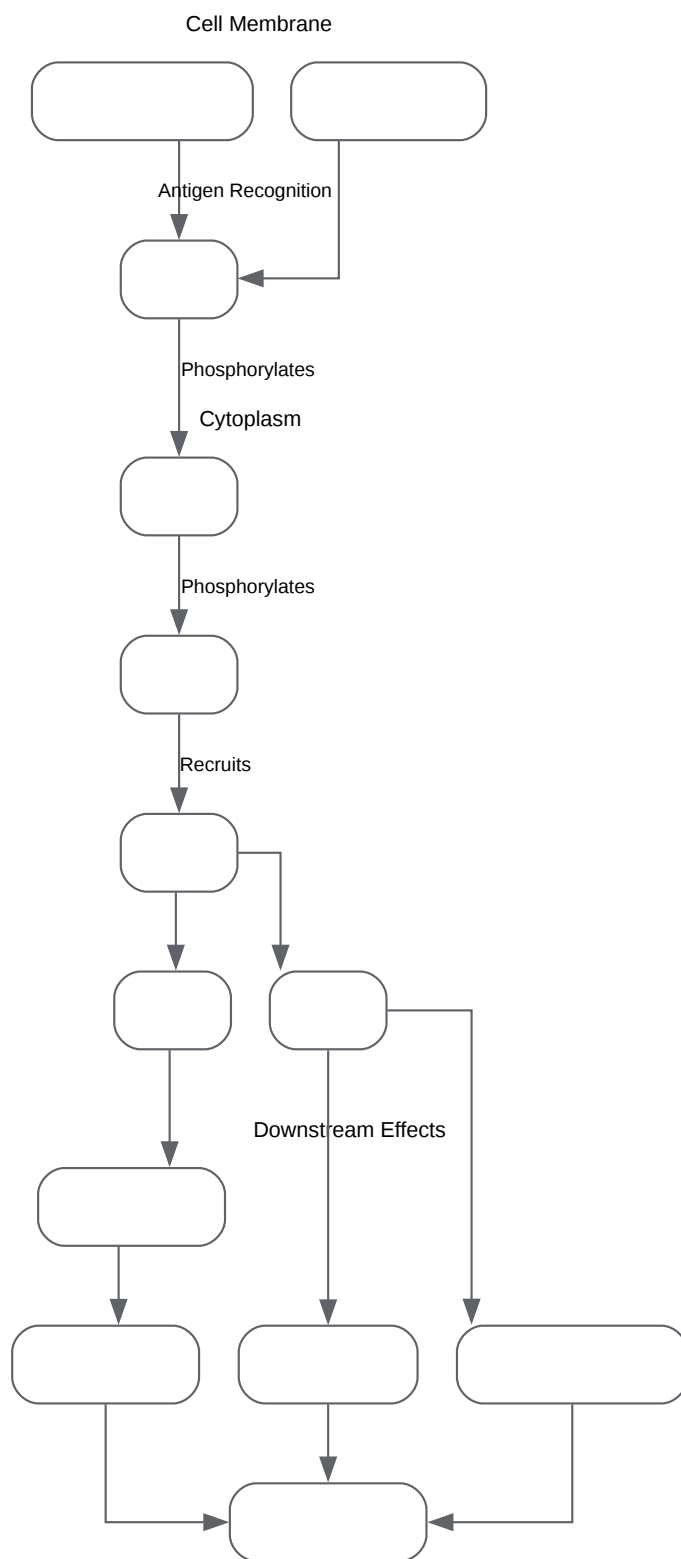 Cell Membrane
Antigen Recognition
Phosphorylates
Cytoplasm
Phosphorylates
Recruits
Downstream Effects